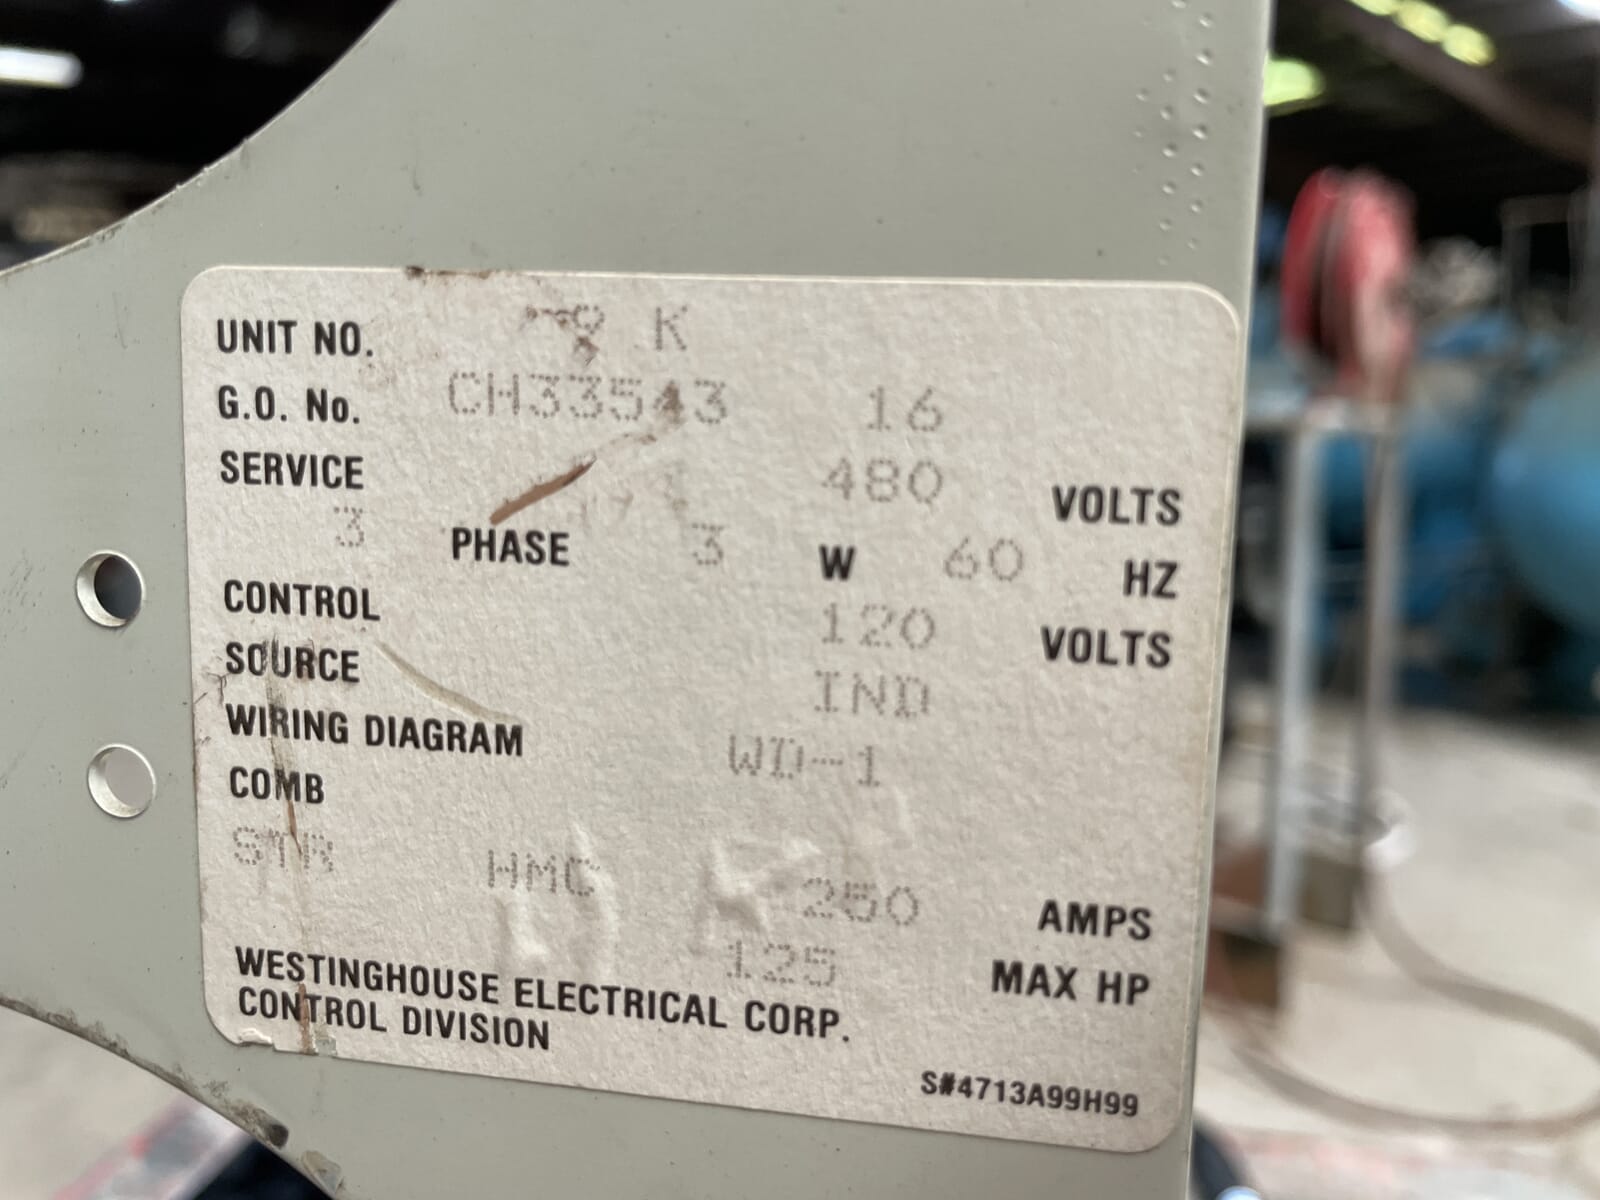 UNIT NO. K
G.O. No. CH33543 16
SERVICE 480 VOLTS
3 PHASE 3 W 60 HZ
CONTROL 120 VOLTS
SOURCE IND
WIRING DIAGRAM WD-1
COMB
STR HMC 250 AMPS
125 MAX HP
WESTINGHOUSE ELECTRICAL CORP.
CONTROL DIVISION
S#4713A99H99